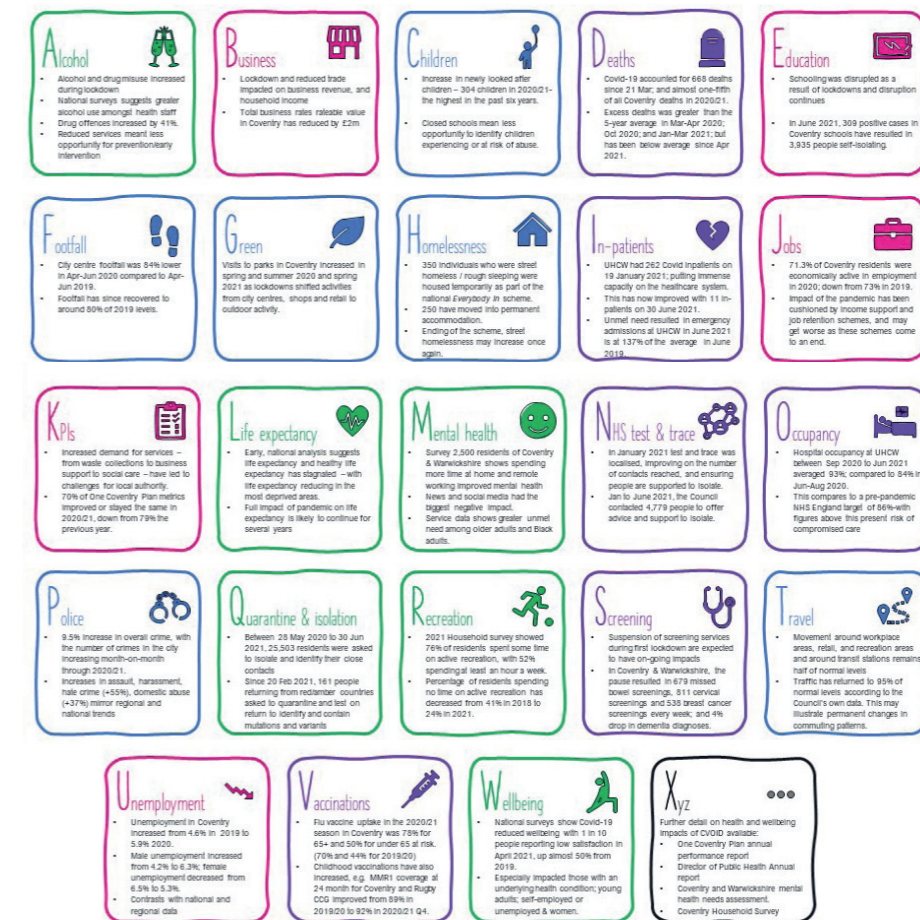 Alcohol
• Alcohol and drug misuse increased
during lockdown
• National surveys suggests greater
alcohol use amongst health staff
• Drug offences increased by 41%.
• Reduced services meant less
opportunity for prevention/early
intervention
Business
• Lockdown and reduced trade
impacted on business revenue, and
household income
• Total business rates rateable value
in Coventry has reduced by £2m
Children
• Increase in newly looked after
children – 304 children in 2020/21-
the highest in the past six years.
• Closed schools mean less
opportunity to identify children
experiencing or at risk of abuse.
Deaths
• Covid-19 accounted for 668 deaths
since 21 Mar; and almost one-fifth
of all Coventry deaths in 2020/21.
• Excess deaths was greater than the
5-year average in Mar-Apr 2020;
Oct 2020; and Jan-Mar 2021; but
has been below average since Apr
2021.
Education
• Schooling was disrupted as a
result of lockdowns and disruption
continues
• In June 2021, 309 positive cases in
Coventry schools have resulted in
3,935 people self-isolating.
Footfall
• City centre footfall was 84% lower
in Apr-Jun 2020 compared to Apr-
Jun 2019.
• Footfall has since recovered to
around 80% of 2019 levels.
Green
Visits to parks in Coventry increased in
spring and summer 2020 and spring
2021 as lockdowns shifted activities
from city centres, shops and retail to
outdoor activity.
Homelessness
• 350 individuals who were street
homeless / rough sleeping were
housed temporarily as part of the
national Everybody In scheme.
• 250 have moved into permanent
accommodation.
• Ending of the scheme, street
homelessness may increase once
again.
In-patients
• UHCW had 262 Covid inpatients on
19 January 2021; putting immense
capacity on the healthcare system.
• This has now improved with 11 in-
patients on 30 June 2021.
• Unmet need resulted in emergency
admissions at UHCW in June 2021
is at 137% of the average in June
2019.
Jobs
• 71.3% of Coventry residents were
economically active in employment
in 2020; down from 73% in 2019.
• Impact of the pandemic has been
cushioned by income support and
job retention schemes, and may
get worse as these schemes come
to an end.
KPIs
• Increased demand for services –
from waste collections to business
support to social care – have led to
challenges for local authority.
• 70% of One Coventry Plan metrics
improved or stayed the same in
2020/21, down from 79% the
previous year.
Life expectancy
• Early, national analysis suggests
life expectancy and healthy life
expectancy has stagnated – with
life expectancy reducing in the
most deprived areas.
• Full impact of pandemic on life
expectancy is likely to continue for
several years
Mental health
• Survey 2,500 residents of Coventry
& Warwickshire shows spending
more time at home and remote
working improved mental health
• News and social media had the
biggest negative impact.
• Service data shows greater unmet
need among older adults and Black
adults.
NHS test & trace
• In January 2021 test and trace was
localised, improving on the number
of contacts reached, and ensuring
people are supported to isolate.
• Jan to June 2021, the Council
contacted 4,779 people to offer
advice and support to isolate.
Occupancy
• Hospital occupancy at UHCW
between Sep 2020 to Jun 2021
averaged 93%; compared to 84% in
Jun-Aug 2020.
• This compares to a pre-pandemic
NHS England target of 86%-with
figures above this present risk of
compromised care
Police
• 9.5% increase in overall crime, with
the number of crimes in the city
increasing month-on-month
through 2020/21.
• Increases in assault, harassment,
hate crime (+55%), domestic abuse
(+37%) mirror regional and
national trends
Quarantine & isolation
• Between 28 May 2020 to 30 Jun
2021, 25,503 residents were asked
to isolate and identify their close
contacts
• Since 20 Feb 2021, 161 people
returning from red/amber countries
asked to quarantine and test on
return to identify and contain
mutations and variants
Recreation
• 2021 Household survey showed
76% of residents spent some time
on active recreation, with 52%
spending at least an hour a week.
• Percentage of residents spending
no time on active recreation has
decreased from 41% in 2018 to
24% in 2021.
Screening
• Suspension of screening services
during first lockdown are expected
to have on-going impacts
• In Coventry & Warwickshire, the
pause resulted in 679 missed
bowel screenings, 811 cervical
screenings and 538 breast cancer
screenings every week; and 4%
drop in dementia diagnoses.
Travel
• Movement around workplace
areas, retail, and recreation areas
and around transit stations remains
half of normal levels
• Traffic has returned to 95% of
normal levels according to the
Council's own data. This may
illustrate permanent changes in
commuting patterns.
Unemployment
• Unemployment in Coventry
increased from 4.6% in 2019 to
5.9% 2020.
• Male unemployment increased
from 4.2% to 6.3%; female
unemployment decreased from
6.5% to 5.3%.
• Contrasts with national and
regional data
Vaccinations
• Flu vaccine uptake in the 2020/21
season in Coventry was 78% for
65+ and 50% for under 65 at risk.
(70% and 44% for 2019/20)
• Childhood vaccinations have also
increased, e.g. MMR1 coverage at
24 month for Coventry and Rugby
CCG improved from 89% in
2019/20 to 92% in 2020/21 Q4.
Wellbeing
• National surveys show Covid-19
reduced wellbeing with 1 in 10
people reporting low satisfaction in
April 2021, up almost 50% from
2019.
• Especially impacted those with an
underlying health condition; young
adults; self-employed or
unemployed & women.
Xyz
Further detail on health and wellbeing
impacts of CVOID available:
• One Coventry Plan annual
performance report
• Director of Public Health Annual
report
• Coventry and Warwickshire mental
health needs assessment.
• Coventry Household Survey